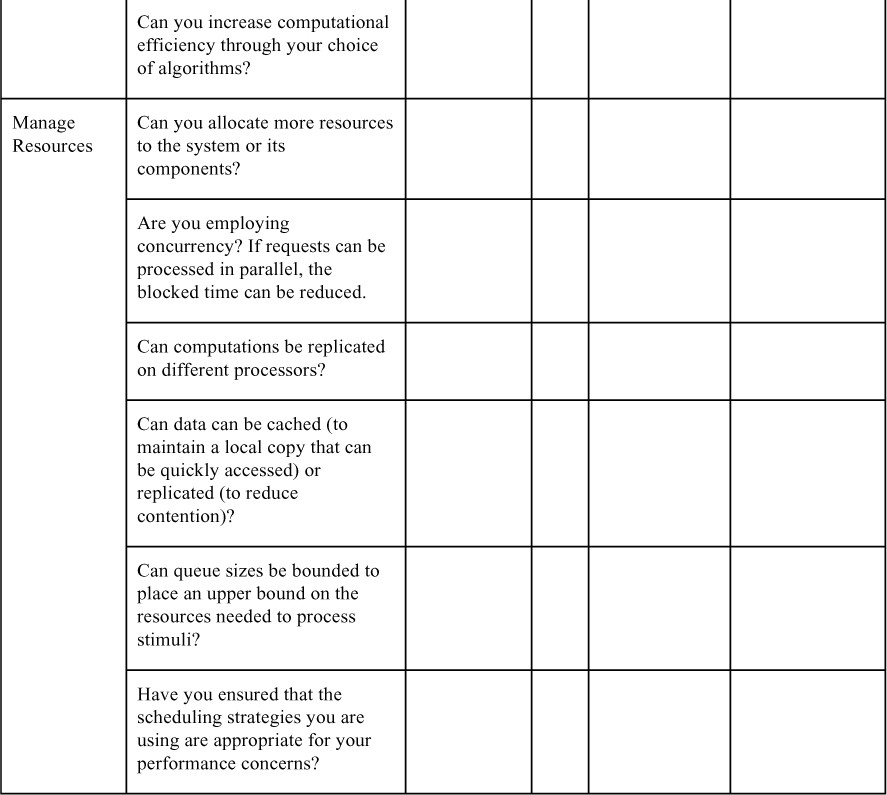 Can you increase computational
efficiency through your choice
of algorithms?
Manage
Resources
Can you allocate more resources
to the system or its
components?
Are you employing
concurrency? If requests can be
processed in parallel, the
blocked time can be reduced.
Can computations be replicated
on different processors?
Can data can be cached (to
maintain a local copy that can
be quickly accessed) or
replicated (to reduce
contention)?
Can queue sizes be bounded to
place an upper bound on the
resources needed to process
stimuli?
Have you ensured that the
scheduling strategies you are
using are appropriate for your
performance concerns?